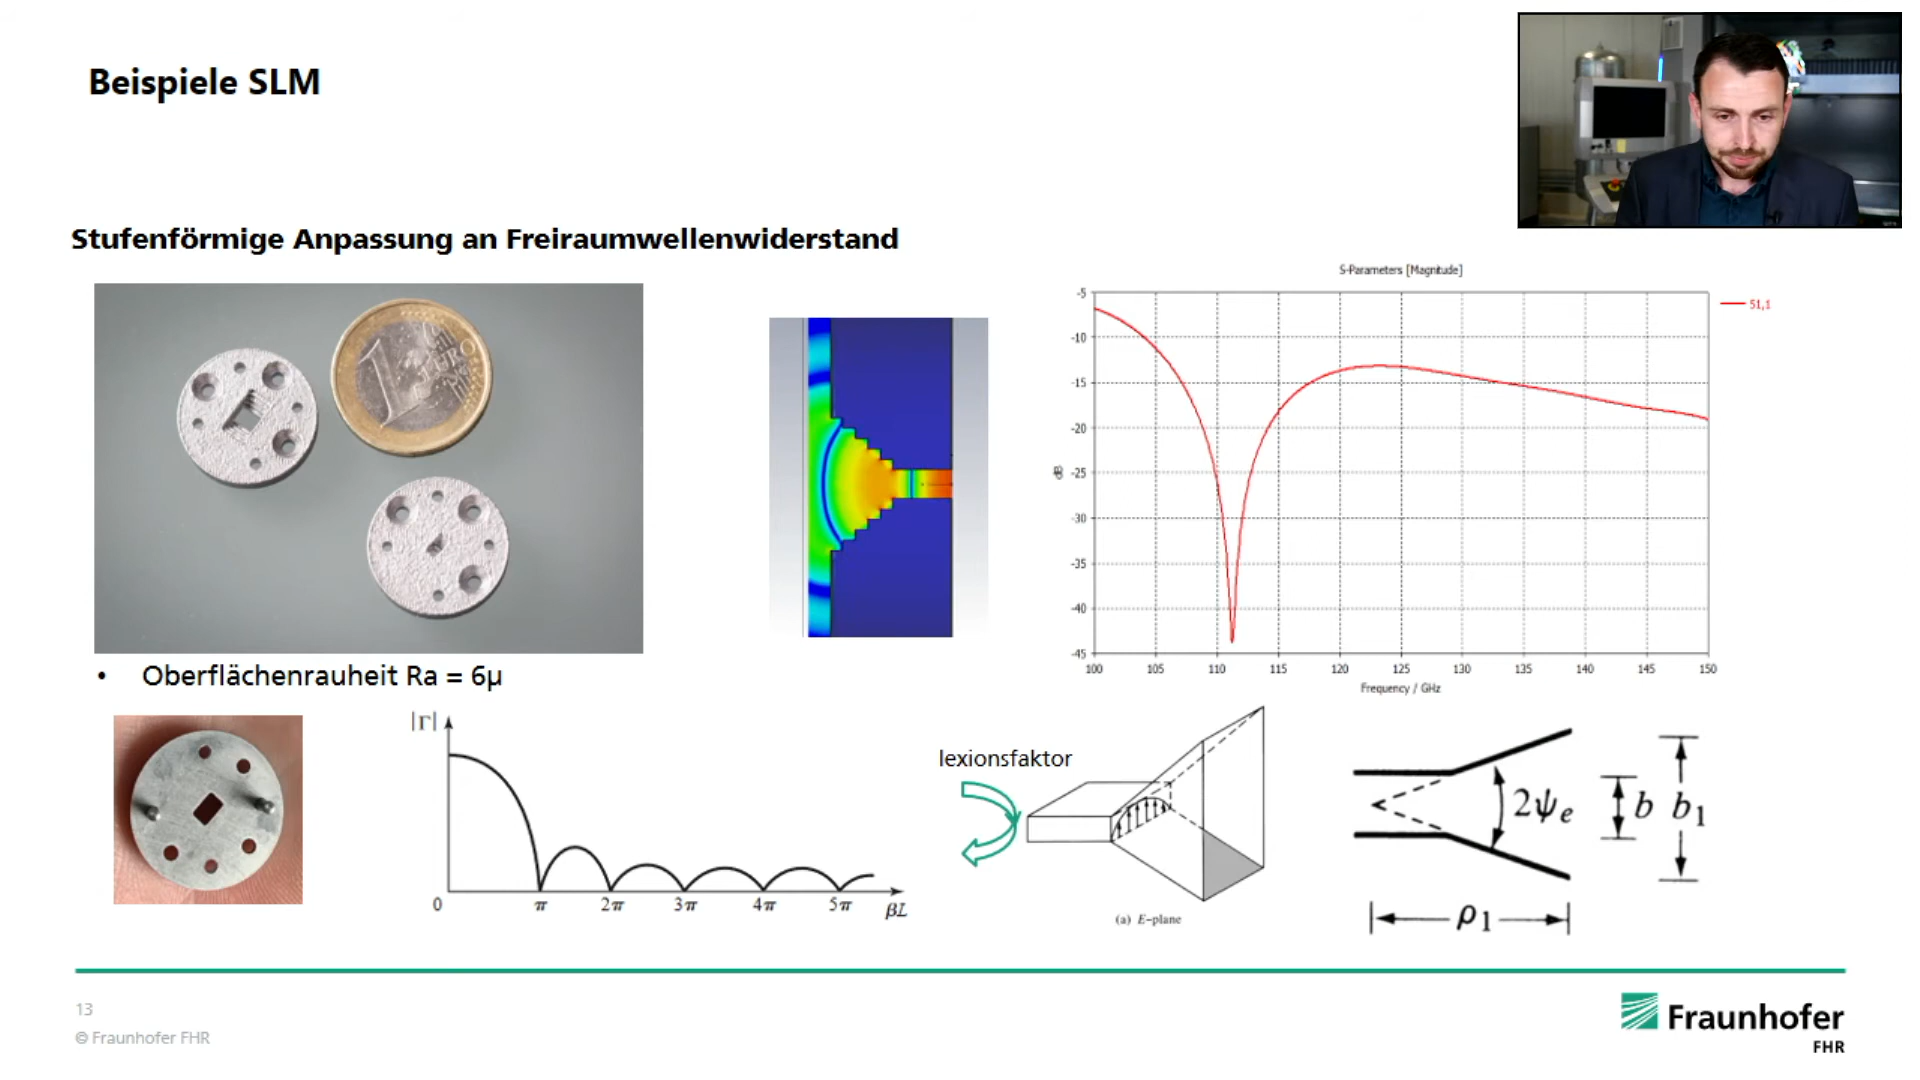 Beispiele SLM
Stufenförmige Anpassung an Freiraumwellenwiderstand
1 EURO
S-Parameters [Magnitude]
S1,1
-5
-10
-15
-20
-25
-30
-35
-40
-45
dB
100 105 110 115 120 125 130 135 140 145 150
Frequency / GHz
• Oberflächenrauheit Ra = 6µ
|Γ|
0 π 2π 3π 4π 5π βL
lexionsfaktor
(a) E-plane
2ψe
b
b1
ρ1
13
© Fraunhofer FHR
Fraunhofer
FHR